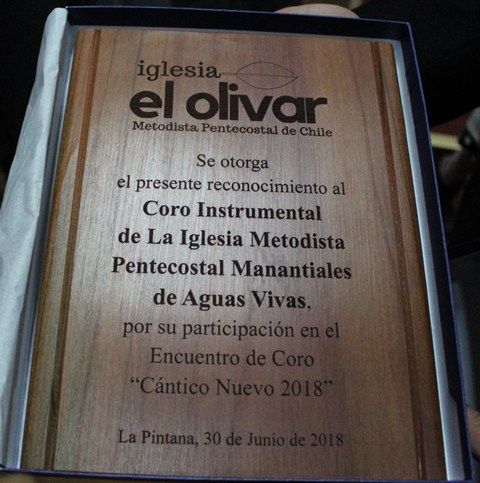 iglesia
el olivar
Metodista Pentecostal de Chile
Se otorga
el presente reconocimiento al
Coro Instrumental
de La Iglesia Metodista
Pentecostal Manantiales
de Aguas Vivas,
por su participación en el
Encuentro de Coro
“Cántico Nuevo 2018”
La Pintana, 30 de Junio de 2018